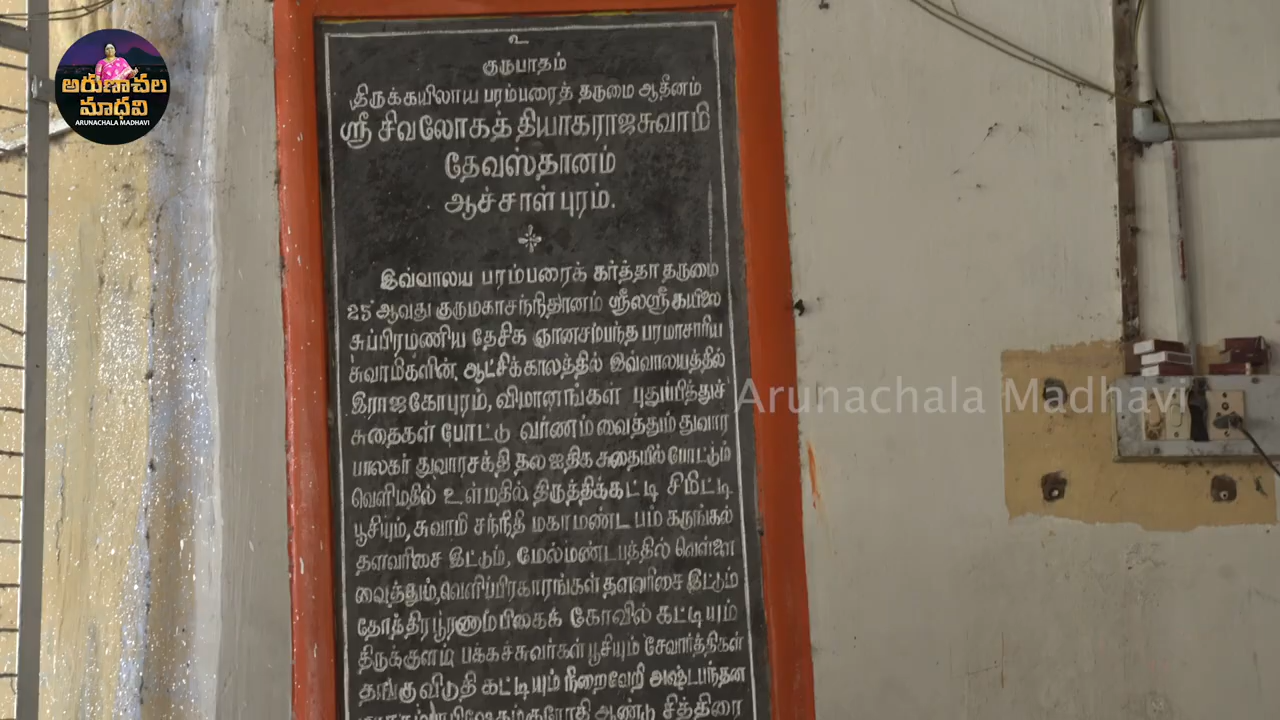 அருணாசல
மாதவி
ARUNACHALA MADHAVI
உ
குருபாதம்
திருக்கயிலாய பரம்பரைத் தருமை ஆதீனம்
ஸ்ரீ சிவலோகத் தியாகராஜசுவாமி
தேவஸ்தானம்
ஆச்சாள்புரம்.
இவ்வாலய பரம்பரைக் கர்த்தா தருமை
25 ஆவது குருமகாசந்நிதானம் ஸ்ரீலஸ்ரீ கயிலை
சுப்பிரமணிய தேசிக ஞானசம்பந்த பரமாசாரிய
சுவாமிகளின் ஆட்சிக்காலத்தில் இவ்வாலயத்தில்
இராஜகோபுரம், விமானங்கள் புதுப்பித்துச்
சுதைகள் போட்டு வர்ணம் வைத்தும் துவார
பாலகர் துவாரசக்தி தல ஐதிக சுதையில் போட்டும்
வெளிமதில் உள்மதில் திருத்திக்கட்டி சிமிட்டி
பூசியும், சுவாமி சந்நீதி மகாமண்டபம் கருங்கல்
தளவரிசை இட்டும், மேல்மண்டபத்தில்
வைத்தும், வெளிப்பிரகாரங்கள் தளவரிசை இட்டும்
தோத்திர பூரணாம்பிகைக் கோவில் கட்டியும்
திருக்குளம் பக்கச்சுவர்கள் பூசியும் சேவார்த்திகள்
தங்குவிடுதி கட்டியும் நிறைவேறி அஷ்டபந்தன
குரோதி ஆண்டு சித்திரை
Arunachala Madhavi